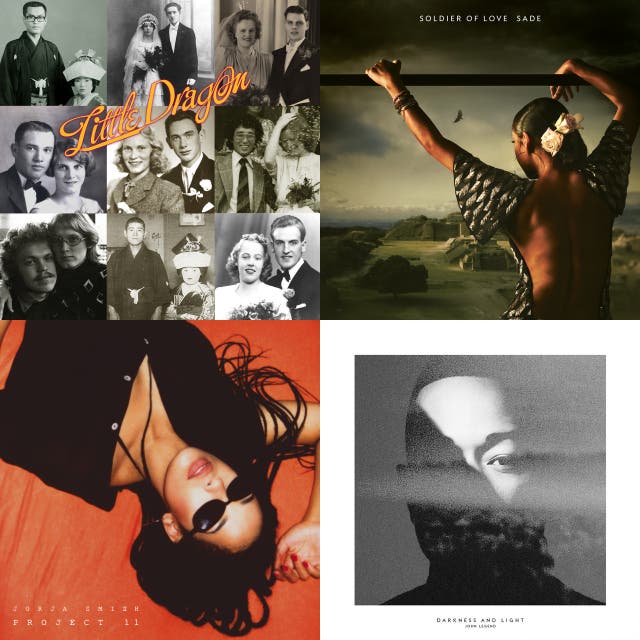 Little Dragon
SOLDIER OF LOVE SADE
JORJA SMITH
PROJECT 11
DARKNESS AND LIGHT
JOHN LEGEND